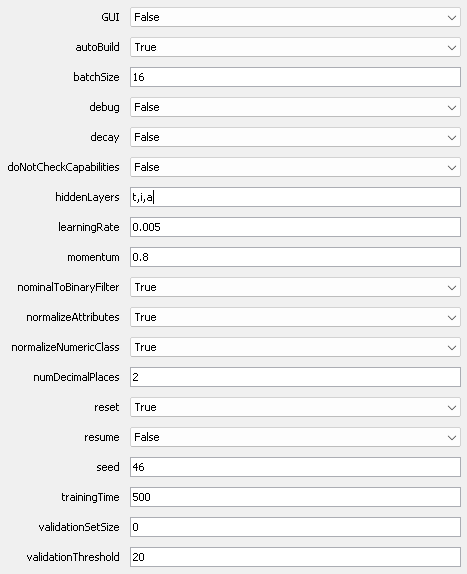 GUI False
autoBuild True
batchSize 16
debug False
decay False
doNotCheckCapabilities False
hiddenLayers t,i,a
learningRate 0.005
momentum 0.8
nominalToBinaryFilter True
normalizeAttributes True
normalizeNumericClass True
numDecimalPlaces 2
reset True
resume False
seed 46
trainingTime 500
validationSetSize 0
validationThreshold 20